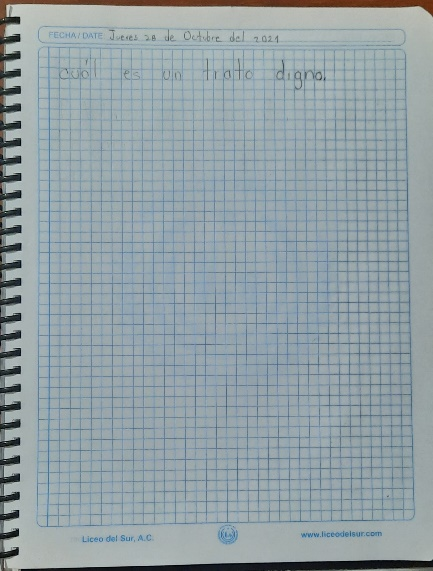 FECHA / DATE Jueves 28 de Octubre del 2021
cuál es un trato digno.
Liceo del Sur, A.C.
www.liceodelsur.com